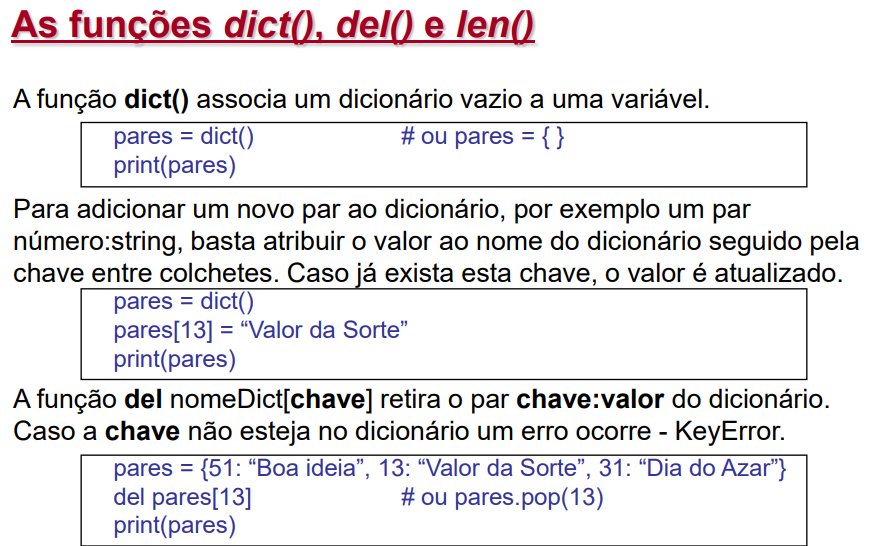 As funções dict(), del() e len()
A função dict() associa um dicionário vazio a uma variável.
pares = dict() # ou pares = { }
print(pares)
Para adicionar um novo par ao dicionário, por exemplo um par
número:string, basta atribuir o valor ao nome do dicionário seguido pela
chave entre colchetes. Caso já exista esta chave, o valor é atualizado.
pares = dict()
pares[13] = “Valor da Sorte”
print(pares)
A função del nomeDict[chave] retira o par chave:valor do dicionário.
Caso a chave não esteja no dicionário um erro ocorre - KeyError.
pares = {51: “Boa ideia”, 13: “Valor da Sorte”, 31: “Dia do Azar”}
del pares[13] # ou pares.pop(13)
print(pares)